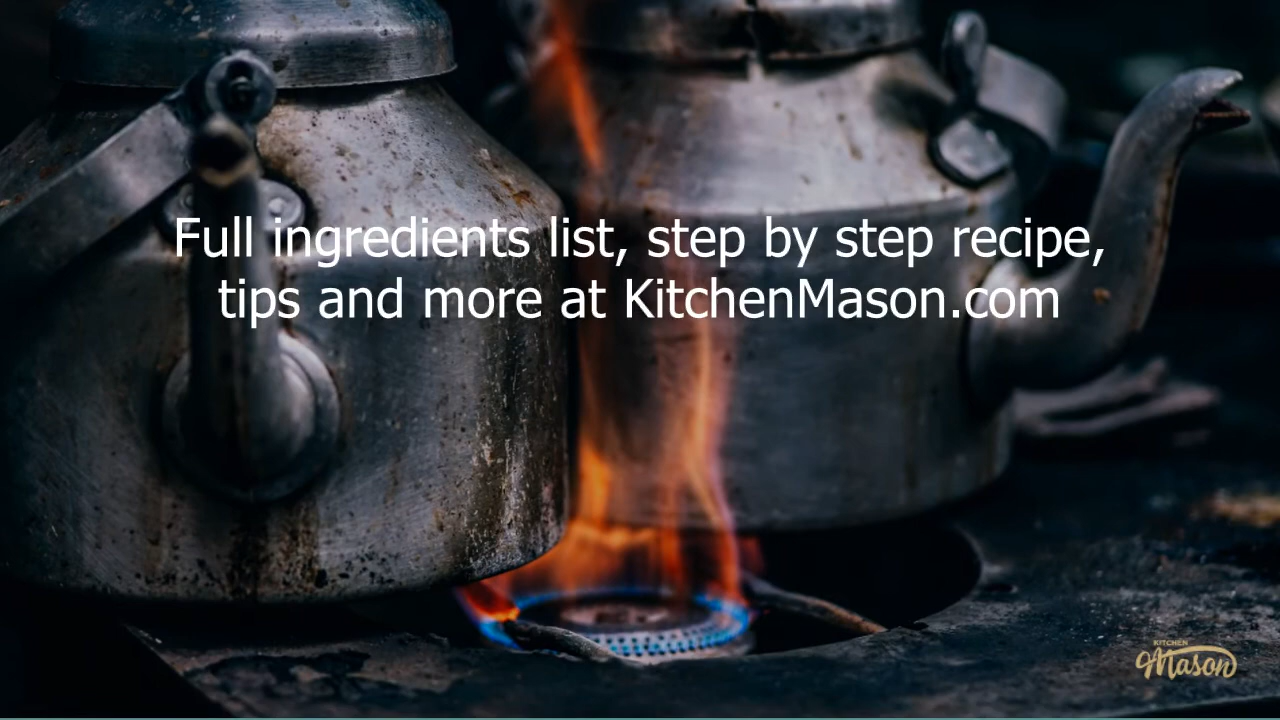 Full ingredients list, step by step recipe,
tips and more at KitchenMason.com
KITCHEN
Mason